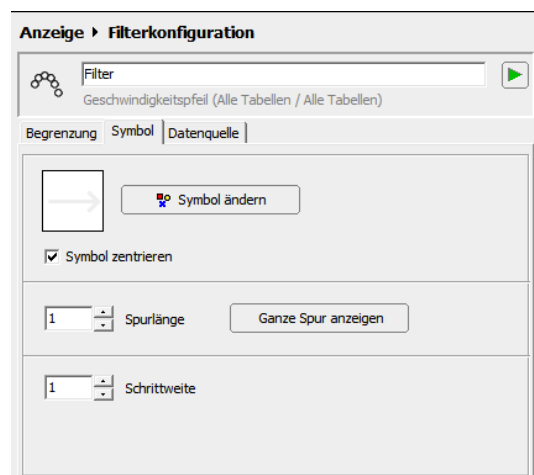 Anzeige ▸ Filterkonfiguration
Filter
Geschwindigkeitspfeil (Alle Tabellen / Alle Tabellen)
Begrenzung Symbol Datenquelle
Symbol ändern
Symbol zentrieren
1 Spurlänge Ganze Spur anzeigen
1 Schrittweite